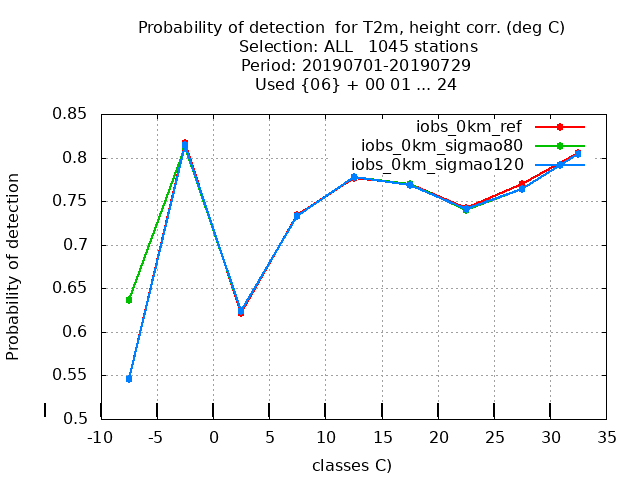 Probability of detection  for T2m, height corr. (deg C)
Selection: ALL   1045 stations
Period: 20190701-20190729
Used {06} + 00 01 ... 24
iobs_0km_ref
iobs_0km_sigmao80
iobs_0km_sigmao120
Probability of detection
0.85
0.8
0.75
0.7
0.65
0.6
0.55
0.5
-10 -5 0 5 10 15 20 25 30 35
classes C)